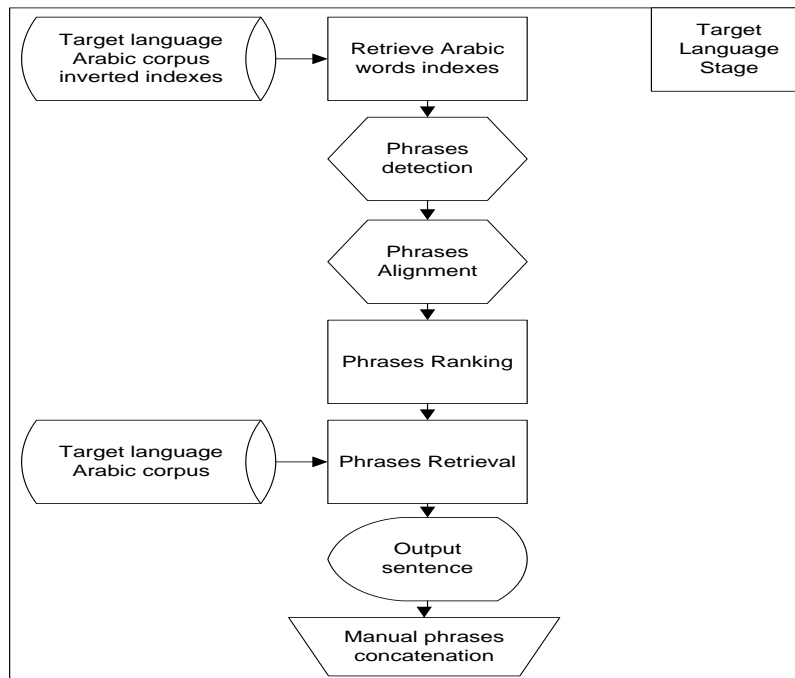 Target language
Arabic corpus
inverted indexes
Retrieve Arabic
words indexes
Target
Language
Stage
Phrases
detection
Phrases
Alignment
Phrases Ranking
Target language
Arabic corpus
Phrases Retrieval
Output
sentence
Manual phrases
concatenation